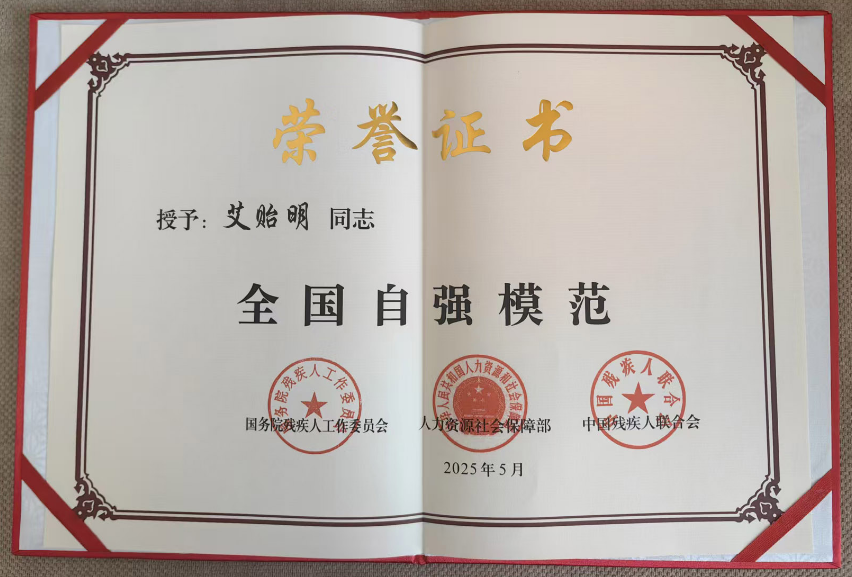 荣誉证书
授予：艾贻明 同志
全国自强模范
国务院残疾人工作委员会 人力资源社会保障部 中国残疾人联合会
2025年5月